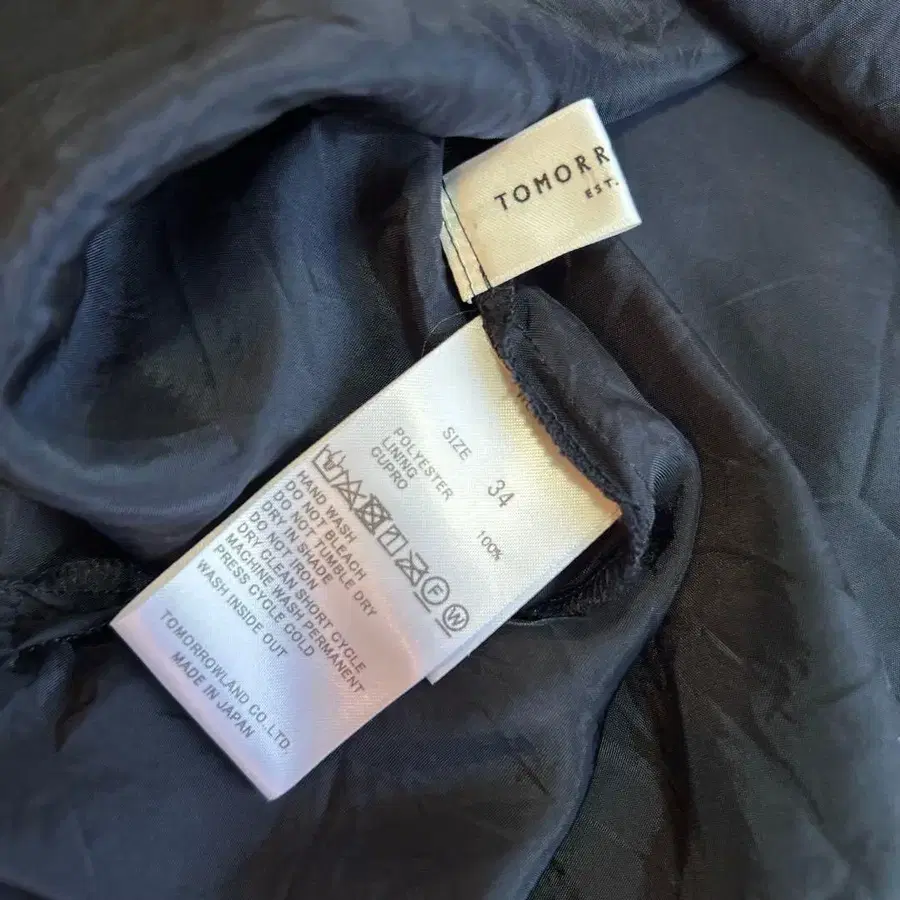 TOMORR
EST.
SIZE 34
POLYESTER 100%
LINING
CUPRO
F W
HAND WASH
DO NOT BLEACH
DO NOT TUMBLE DRY
DRY IN SHADE
DO NOT IRON
DRY CLEAN SHORT CYCLE
MACHINE WASH PERMANENT
PRESS CYCLE COLD
WASH INSIDE OUT
TOMORROWLAND CO.,LTD.
MADE IN JAPAN